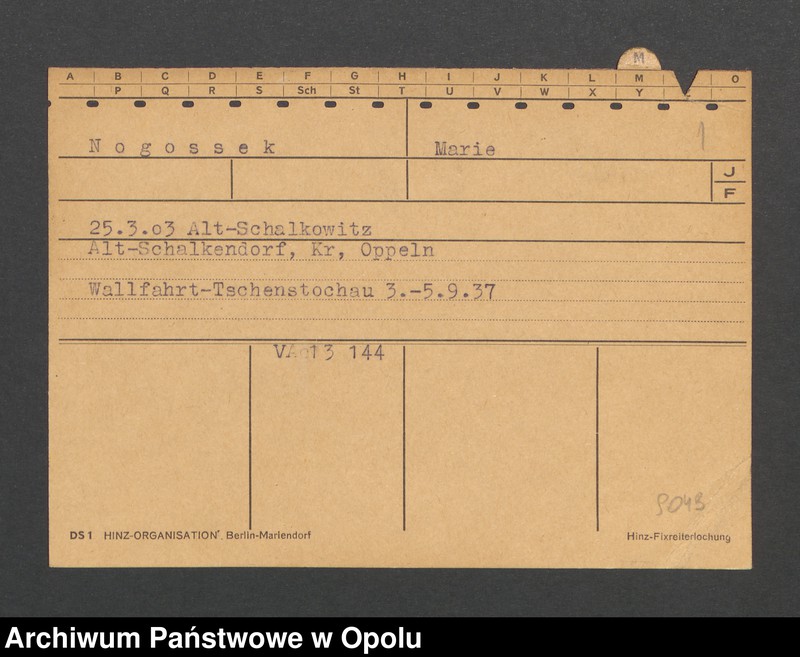 M
A B C D E F G H I J K L M O
P Q R S Sch St T U V W X Y
1
Nogossek Marie
J
F
25.3.o3 Alt-Schalkowitz
Alt-Schalkendorf, Kr, Oppeln
Wallfahrt-Tschenstochau 3.-5.9.37
13 144
9043
DS1 HINZ-ORGANISATION Berlin-Mariendorf Hinz-Fixreiterlochung
Archiwum Państwowe w Opolu